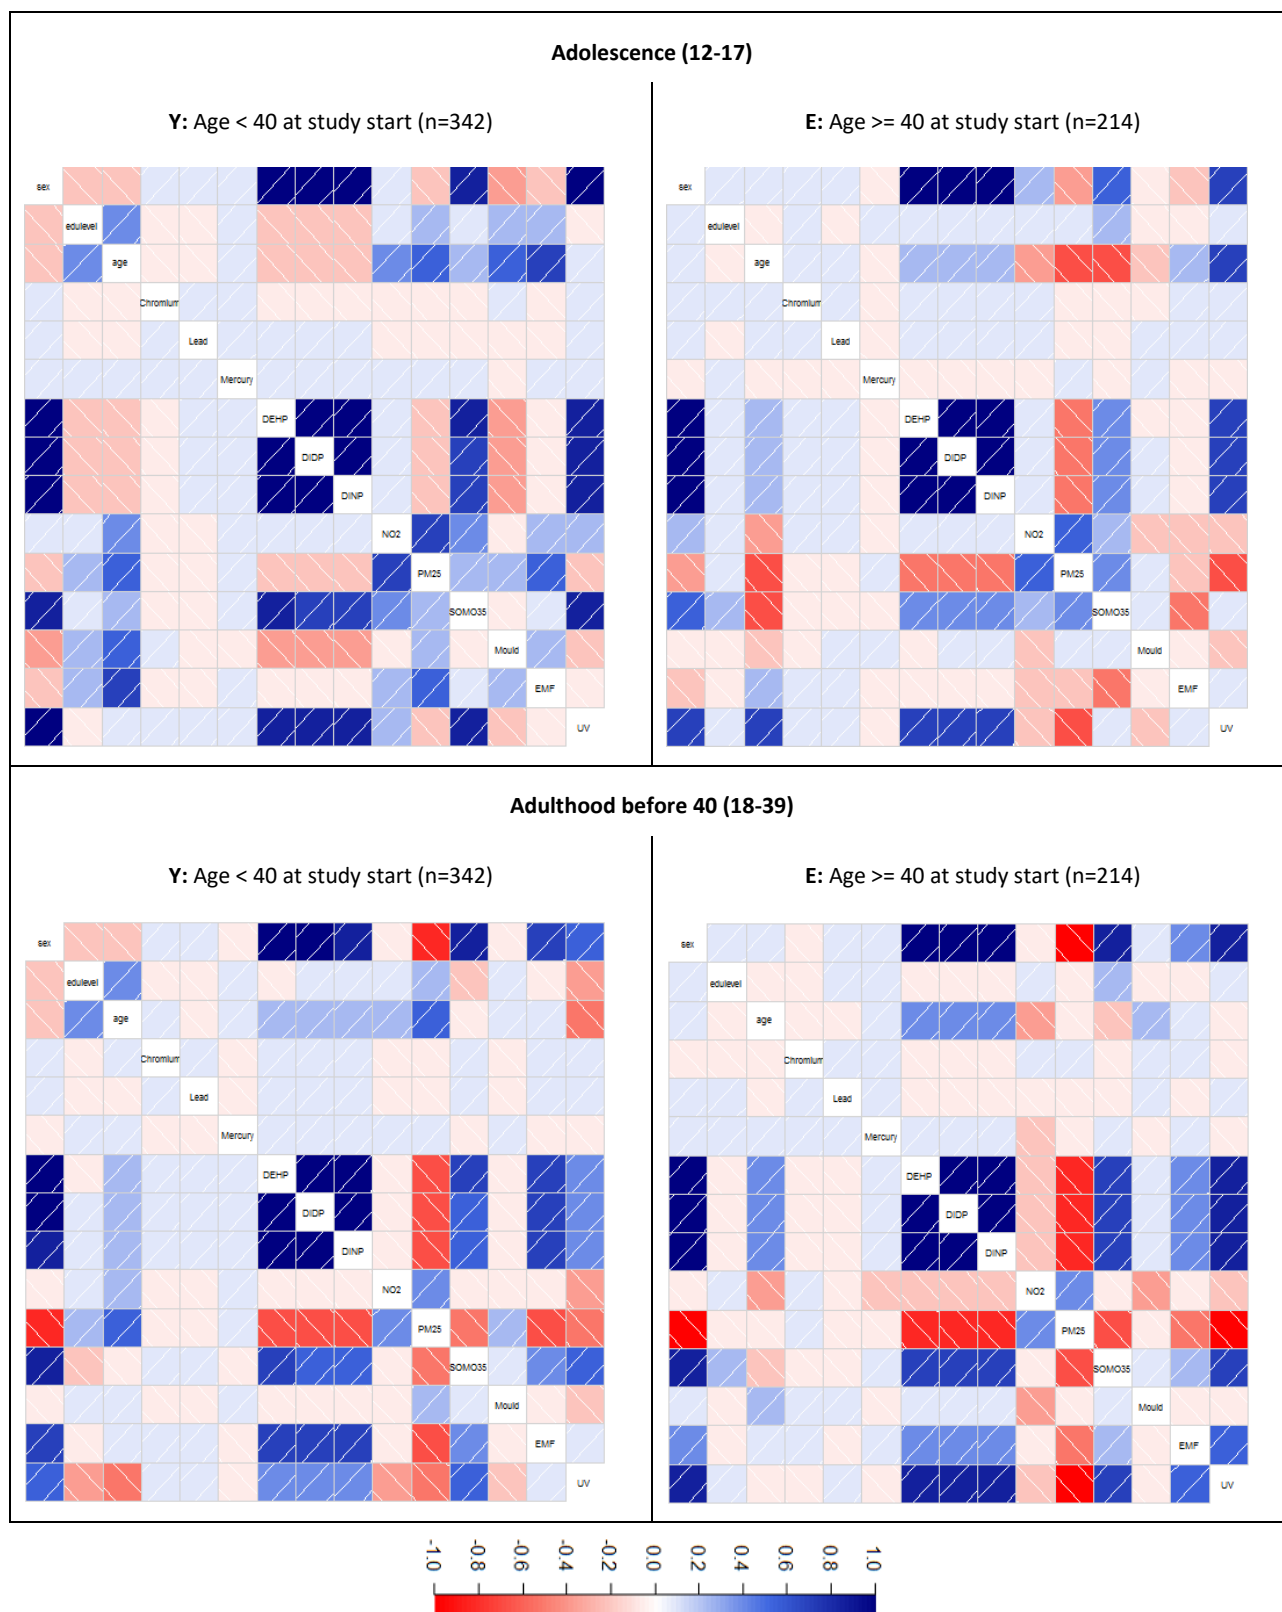 Adolescence (12-17)
Y: Age < 40 at study start (n=342)
E: Age >= 40 at study start (n=214)
sex
edulevel
age
Chromium
Lead
Mercury
DEHP
DIDP
DINP
NO2
PM25
SOMO35
Mould
EMF
UV
sex
edulevel
age
Chromium
Lead
Mercury
DEHP
DIDP
DINP
NO2
PM25
SOMO35
Mould
EMF
UV
Adulthood before 40 (18-39)
Y: Age < 40 at study start (n=342)
E: Age >= 40 at study start (n=214)
sex
edulevel
age
Chromium
Lead
Mercury
DEHP
DIDP
DINP
NO2
PM25
SOMO35
Mould
EMF
UV
sex
edulevel
age
Chromium
Lead
Mercury
DEHP
DIDP
DINP
NO2
PM25
SOMO35
Mould
EMF
UV
-1.0
-0.8
-0.6
-0.4
-0.2
0.0
0.2
0.4
0.6
0.8
1.0